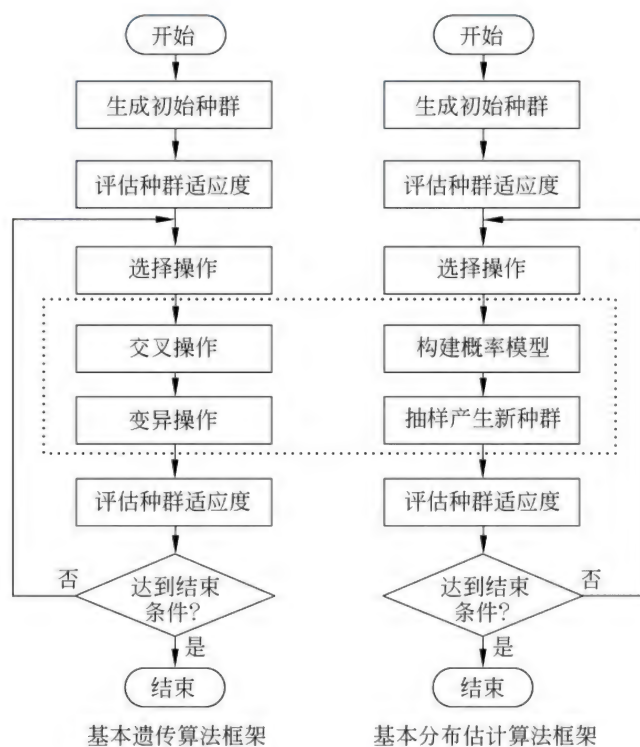 开始
生成初始种群
评估种群适应度
选择操作
交叉操作
变异操作
评估种群适应度
否
达到结束
条件?
是
结束
基本遗传算法框架
开始
生成初始种群
评估种群适应度
选择操作
构建概率模型
抽样产生新种群
评估种群适应度
达到结束
条件?
否
是
结束
基本分布估计算法框架